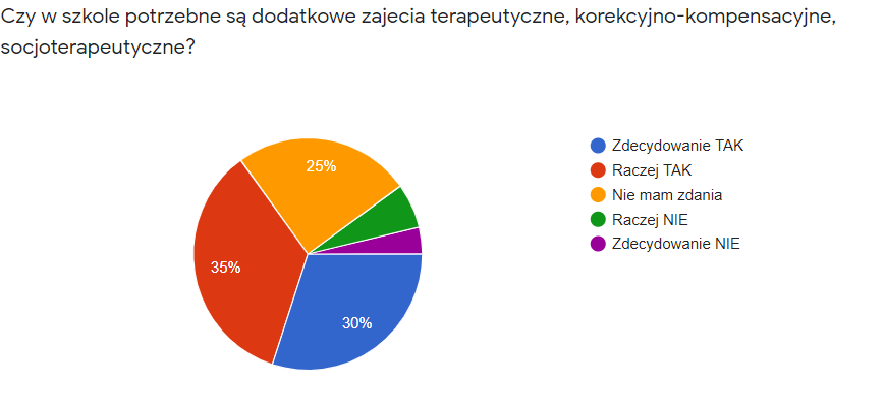 Czy w szkole potrzebne są dodatkowe zajecia terapeutyczne, korekcyjno-kompensacyjne,
socjoterapeutyczne?
25%
35%
30%
Zdecydowanie TAK
Raczej TAK
Nie mam zdania
Raczej NIE
Zdecydowanie NIE